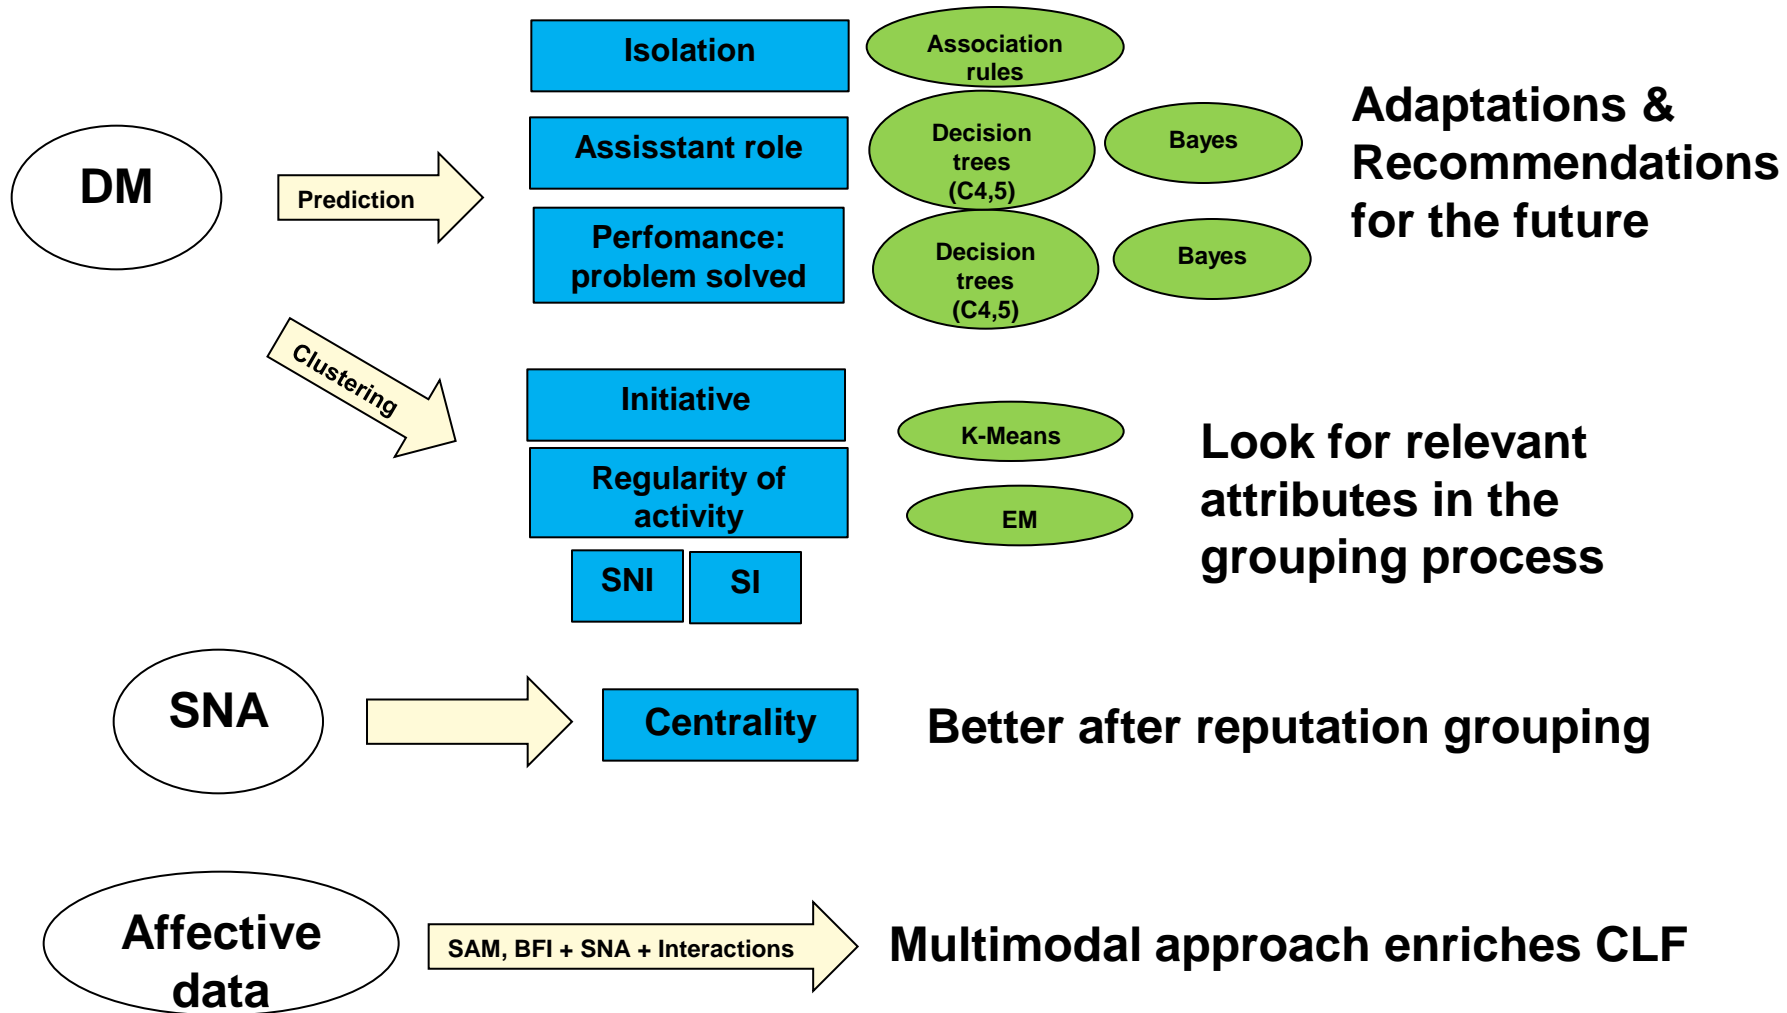 DM
Prediction
Isolation
Association
rules
Assisstant role
Decision
trees
(C4,5)
Bayes
Perfomance:
problem solved
Decision
trees
(C4,5)
Bayes
Adaptations &
Recommendations
for the future
Clustering
Initiative
Regularity of
activity
SNI
SI
K-Means
EM
Look for relevant
attributes in the
grouping process
SNA
Centrality
Better after reputation grouping
Affective
data
SAM, BFI + SNA + Interactions
Multimodal approach enriches CLF